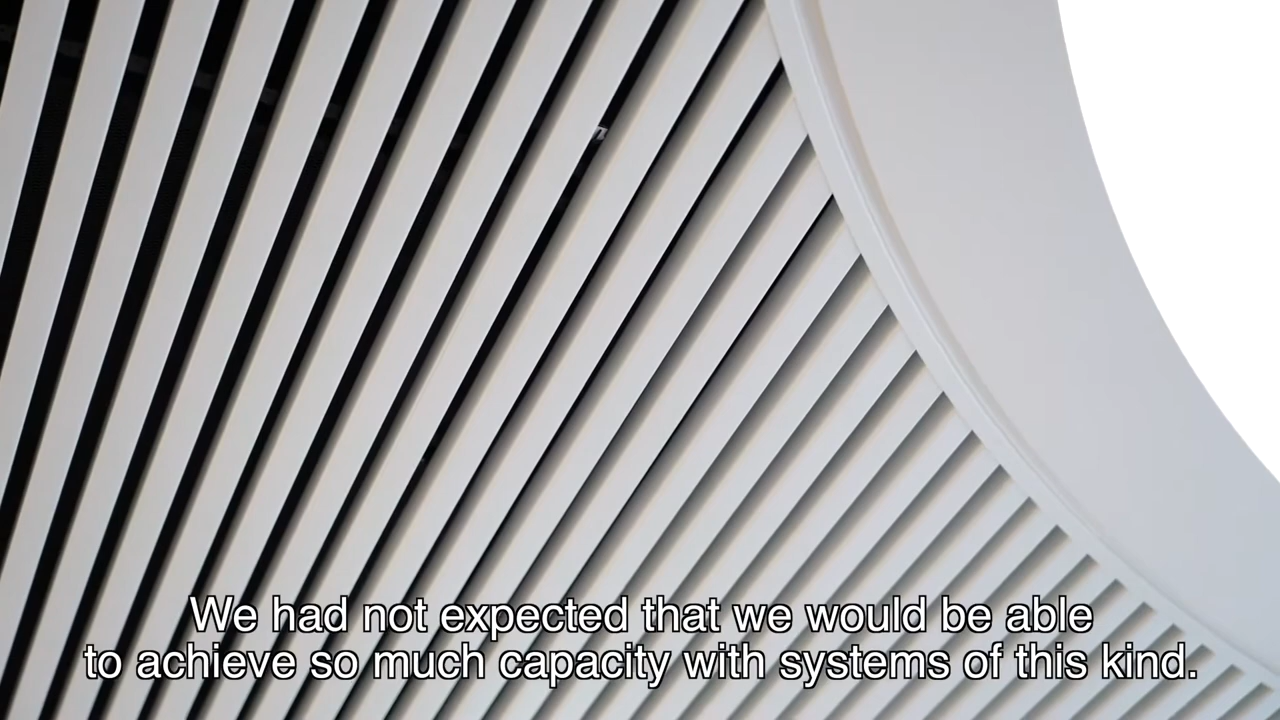 We had not expected that we would be able
to achieve so much capacity with systems of this kind.